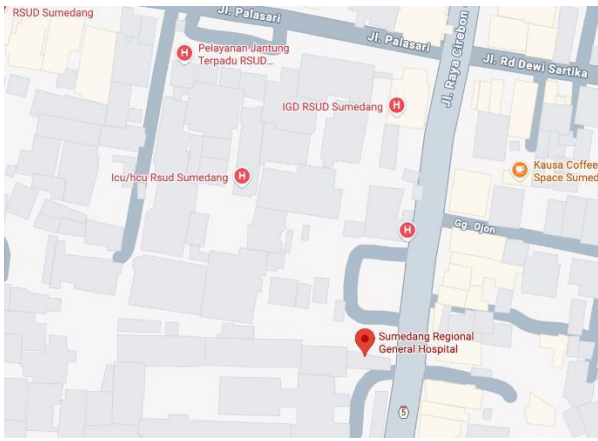 RSUD Sumedang
Jl. Palasari
Jl. Palasari
Jl. Rd Dewi Sartika
Pelayanan Jantung
Terpadu RSUD...
Jl. Raya Cirebon
IGD RSUD Sumedang
H
H
Kausa Coffee
Space Sumed
Icu/hcu Rsud Sumedang
H
Gg. Ojon
H
Sumedang Regional
General Hospital
5